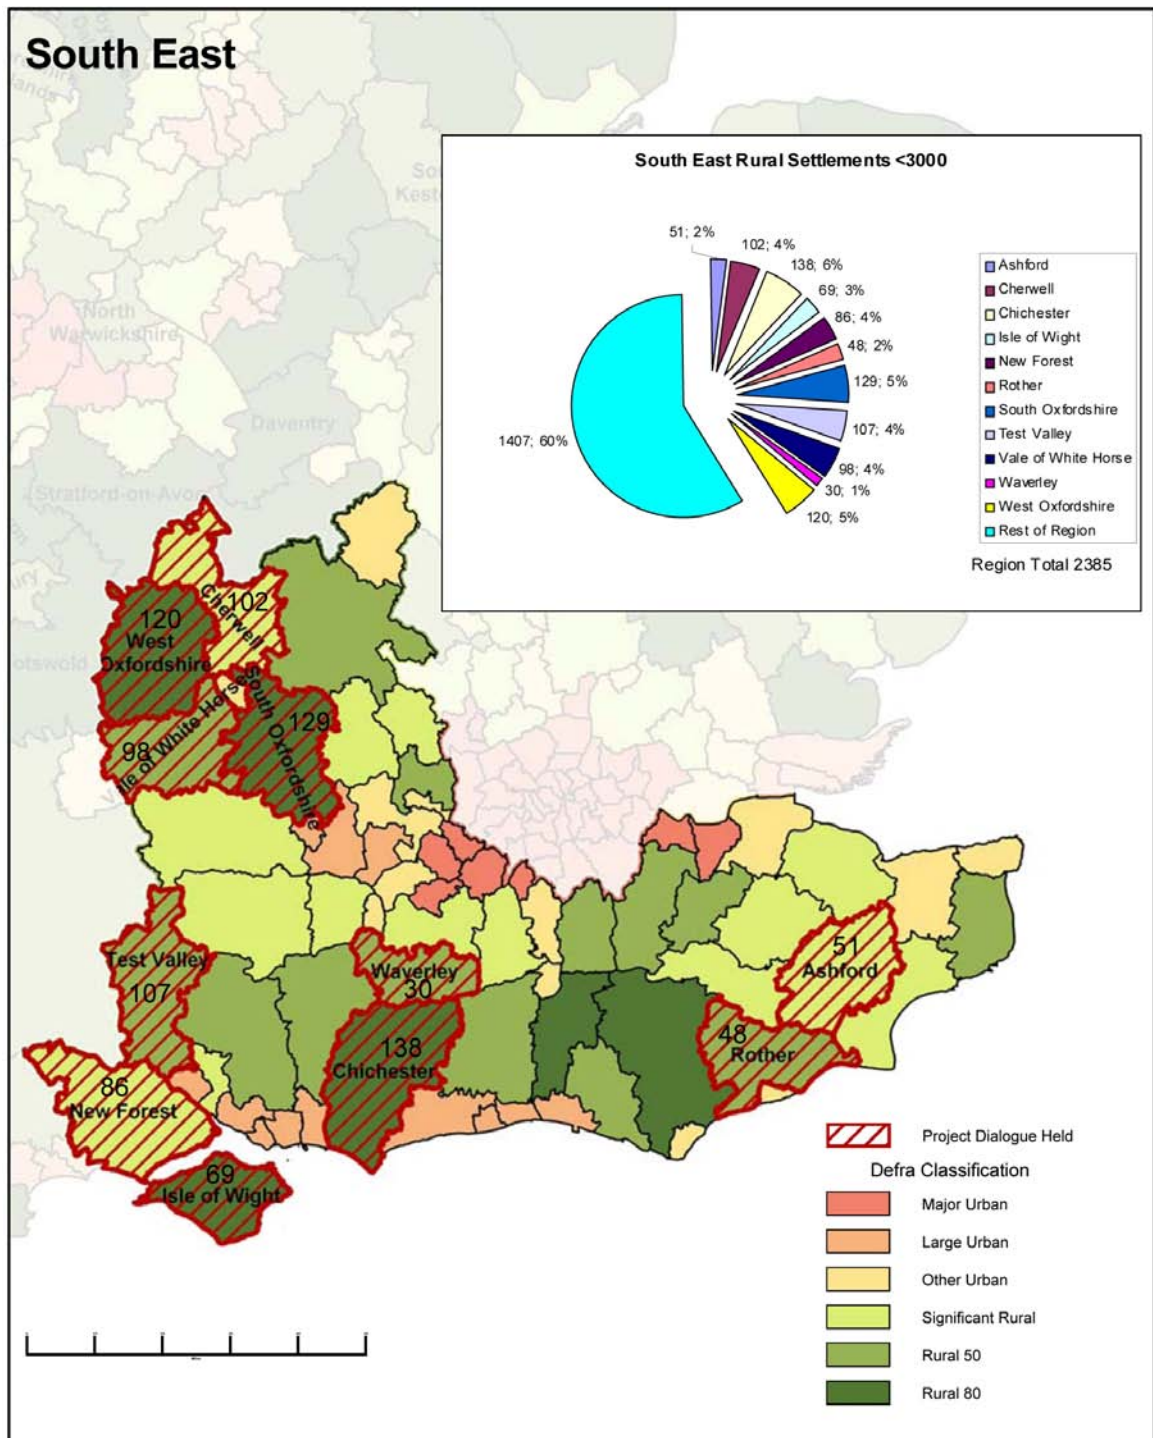 South East
South East Rural Settlements <3000
51; 2%
102; 4%
138; 6%
69; 3%
86; 4%
48; 2%
129; 5%
107; 4%
98; 4%
30; 1%
120; 5%
1407; 60%
Ashford
Cherwell
Chichester
Isle of Wight
New Forest
Rother
South Oxfordshire
Test Valley
Vale of White Horse
Waverley
West Oxfordshire
Rest of Region
Region Total 2385
North
Warwickshire
Daventry
Stratford-on-Avon
120
West
Oxfordshire
102
Cherwell
98
Vale of White Horse
129
South Oxfordshire
Test Valley
107
Waverley
30
51
Ashford
138
Chichester
48
Rother
86
New Forest
69
Isle of Wight
Project Dialogue Held
Defra Classification
Major Urban
Large Urban
Other Urban
Significant Rural
Rural 50
Rural 80